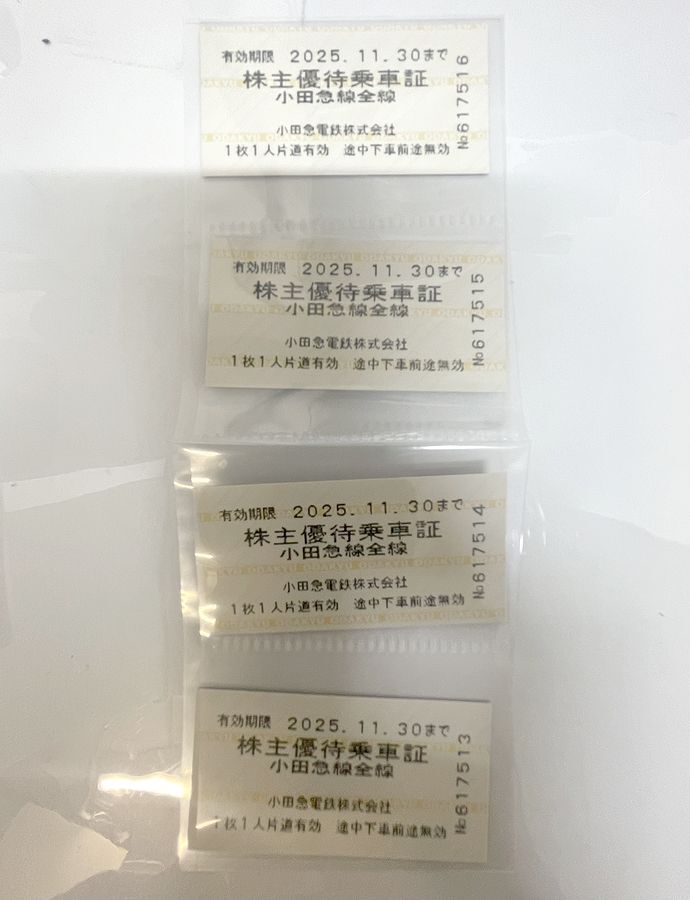 有効期限 2025.11.30まで
株主優待乗車証
小田急線全線
小田急電鉄株式会社
1枚1人片道有効 途中下車前途無効
№617516
有効期限 2025.11.30まで
株主優待乗車証
小田急線全線
小田急電鉄株式会社
1枚1人片道有効 途中下車前途無効
№617515
有効期限 2025.11.30まで
株主優待乗車証
小田急線全線
小田急電鉄株式会社
1枚1人片道有効 途中下車前途無効
№617514
有効期限 2025.11.30まで
株主優待乗車証
小田急線全線
小田急電鉄株式会社
1枚1人片道有効 途中下車前途無効
№617513